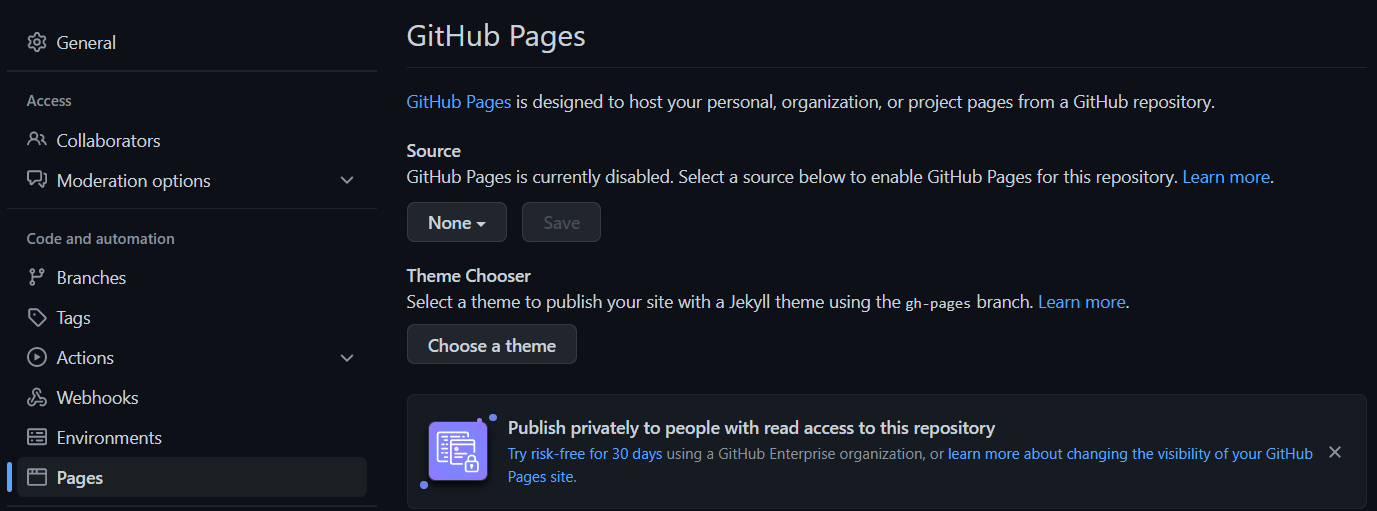 General
Access
Collaborators
Moderation options
Code and automation
Branches
Tags
Actions
Webhooks
Environments
Pages
GitHub Pages
GitHub Pages is designed to host your personal, organization, or project pages from a GitHub repository.
Source
GitHub Pages is currently disabled. Select a source below to enable GitHub Pages for this repository. Learn more.
None
Save
Theme Chooser
Select a theme to publish your site with a Jekyll theme using the gh-pages branch. Learn more.
Choose a theme
Publish privately to people with read access to this repository
Try risk-free for 30 days using a GitHub Enterprise organization, or learn more about changing the visibility of your GitHub
Pages site.